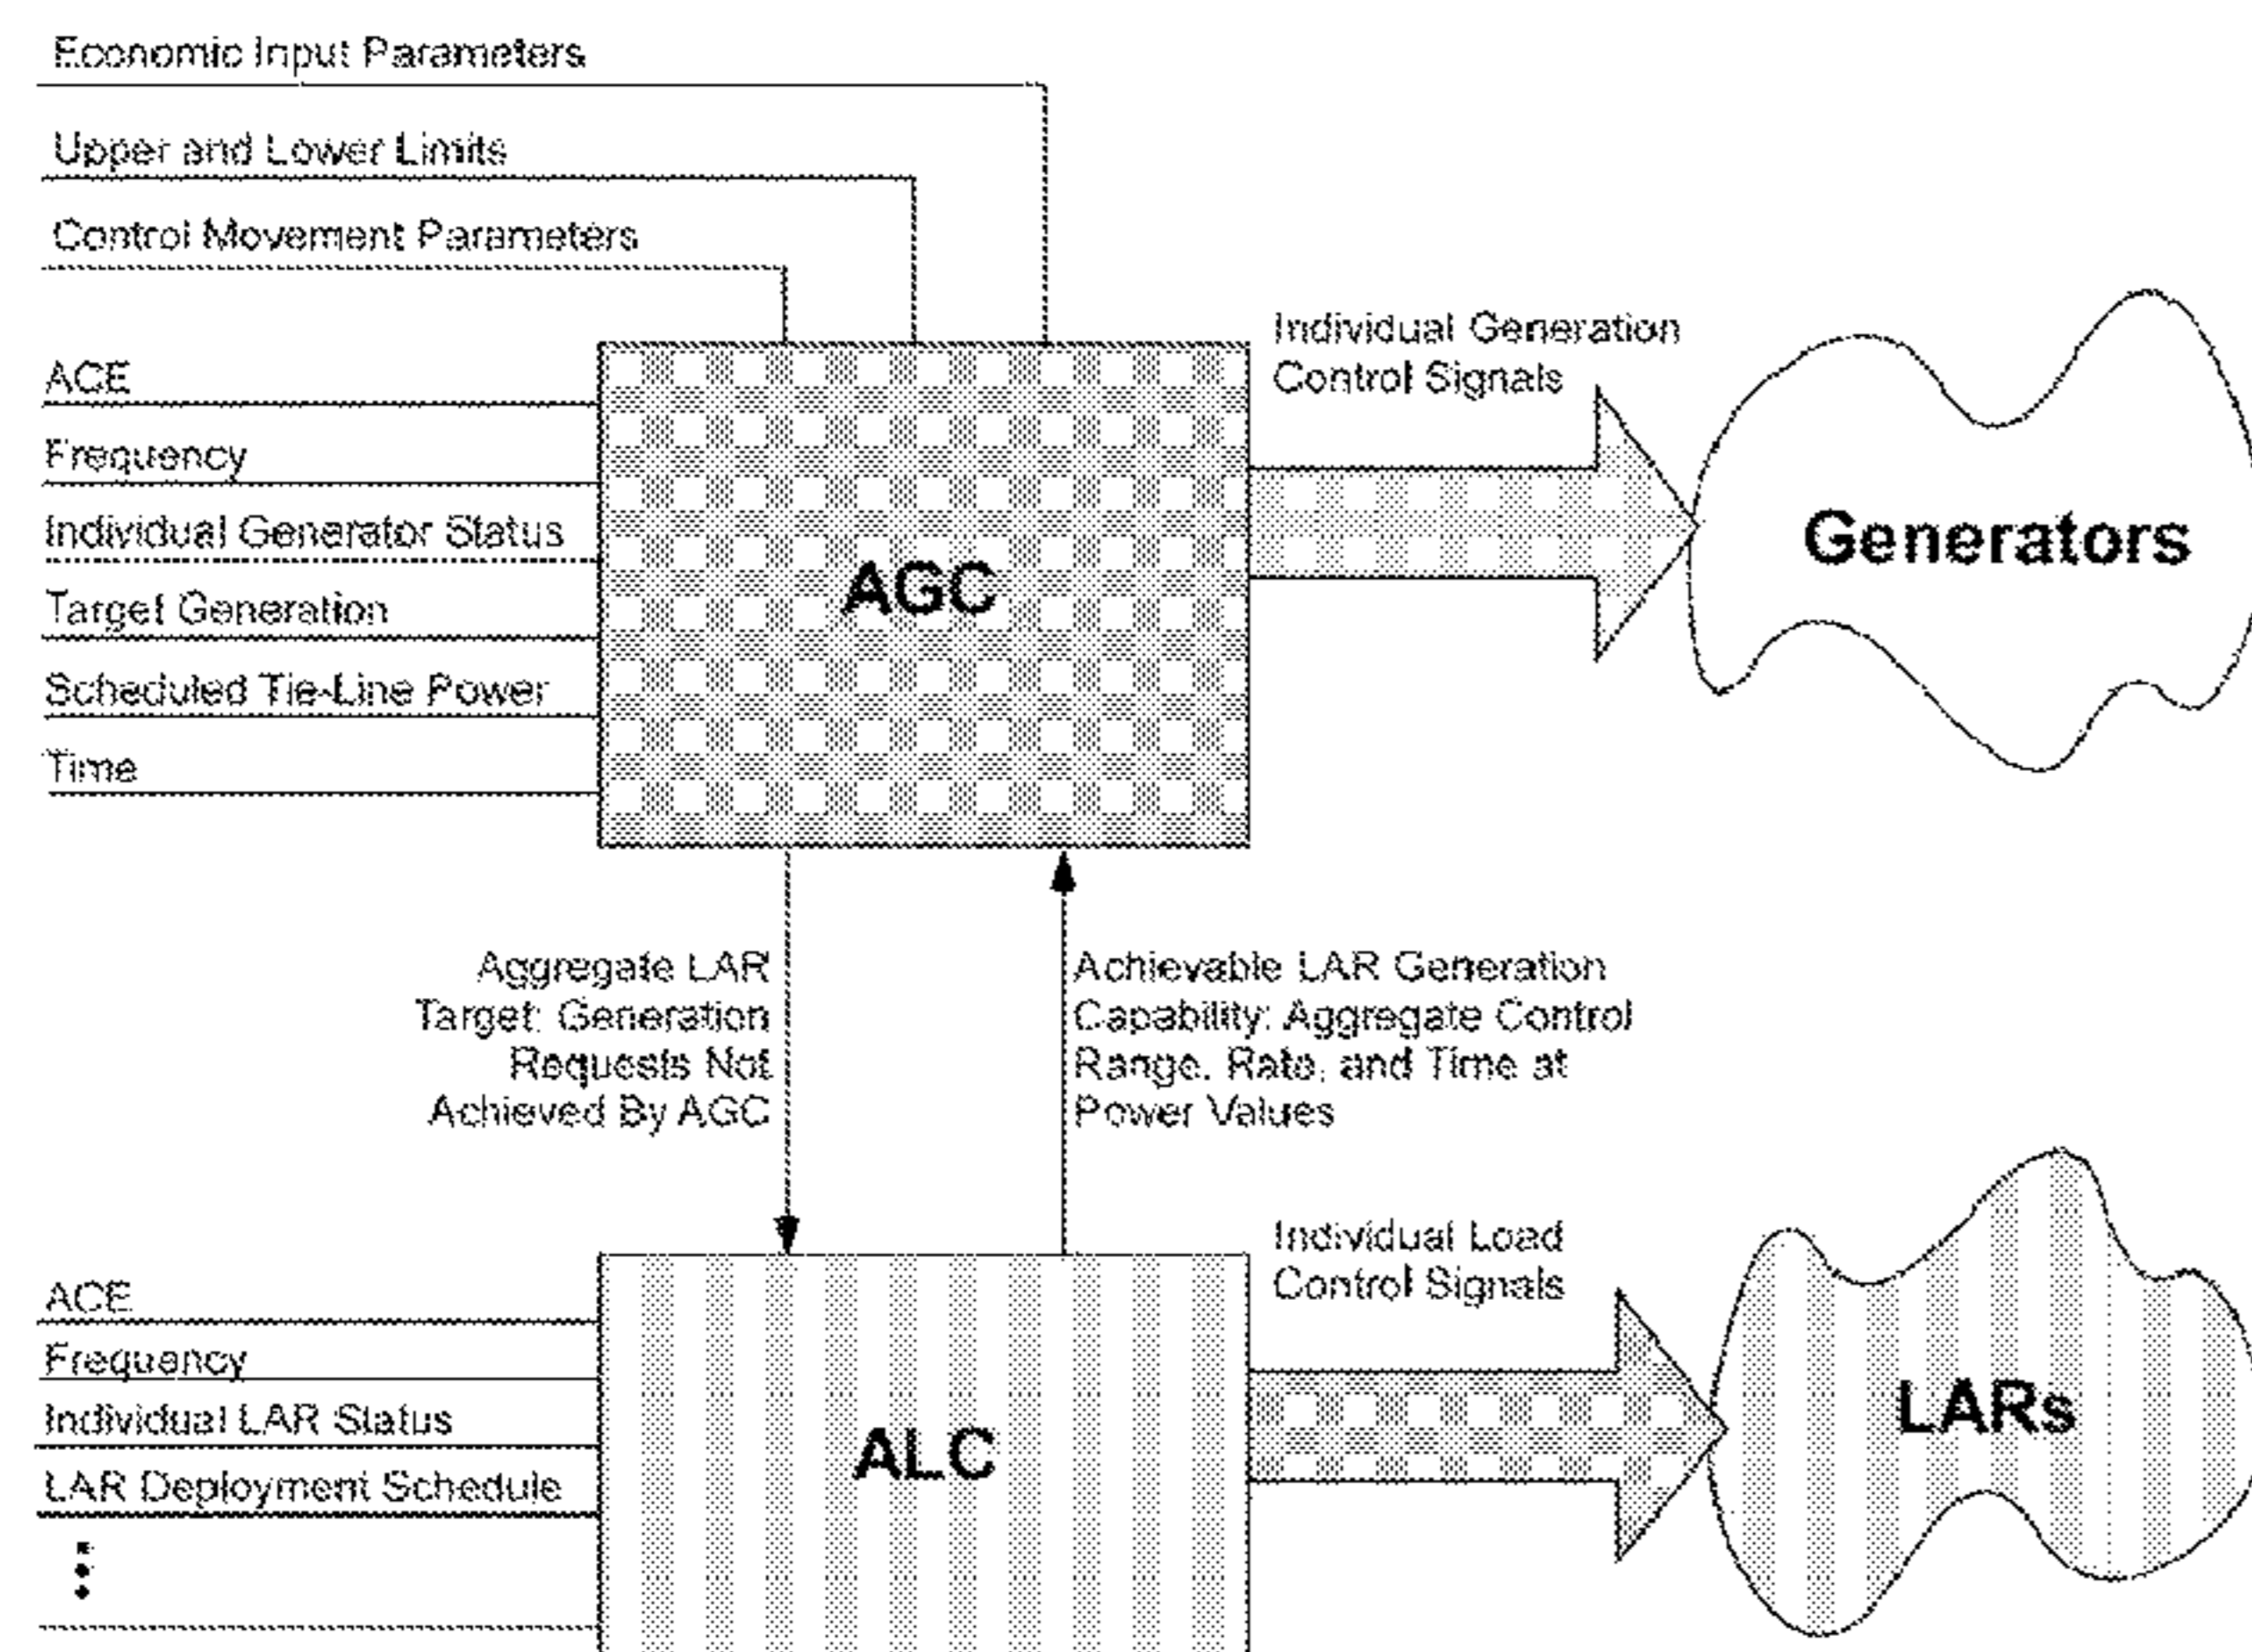 Economic Input Parameters
Upper and Lower Limits
Control Movement Parameters
ACE
Frequency
Individual Generator Status
Target Generation
Scheduled Tie-Line Power
Time
AGC
Individual Generation
Control Signals
Generators
Aggregate LAR
Target: Generation
Requests Not
Achieved By AGC
Achievable LAR Generation
Capability: Aggregate Control
Range, Rate, and Time at
Power Values
ACE
Frequency
Individual LAR Status
LAR Deployment Schedule
ALC
Individual Load
Control Signals
LARs